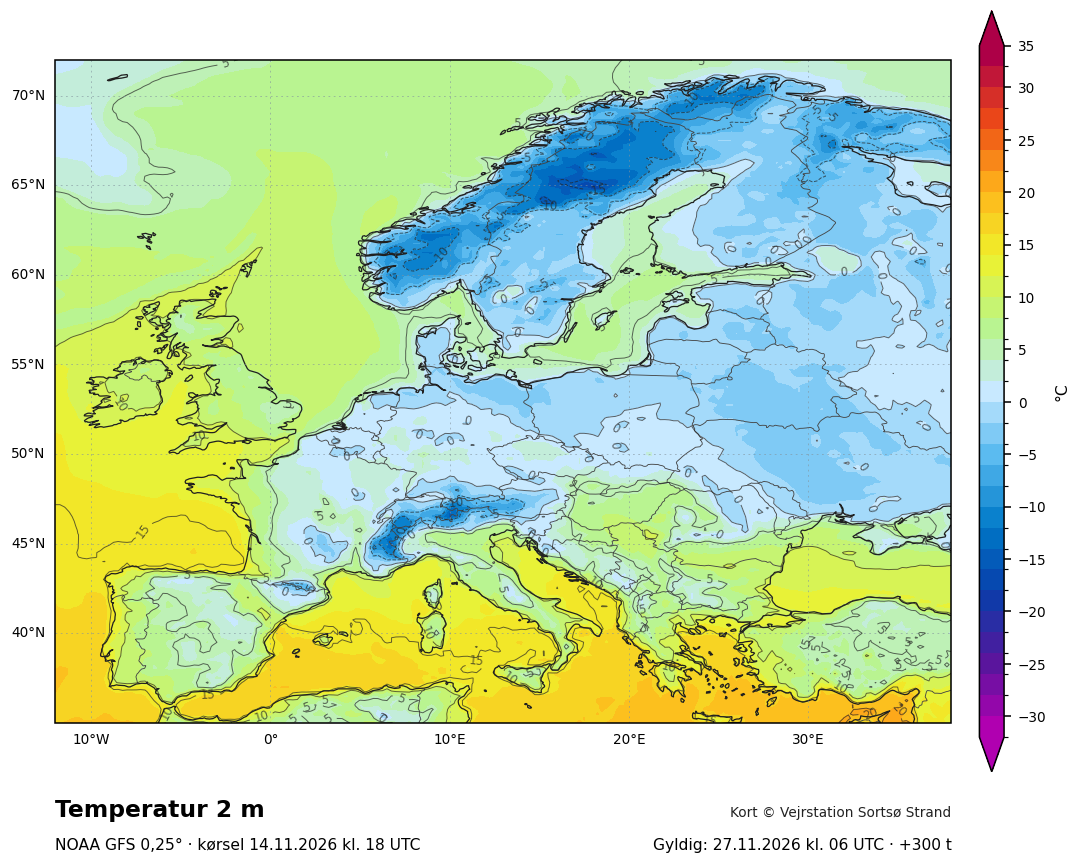 70°N
65°N
60°N
55°N
50°N
45°N
40°N
10°W
0°
10°E
20°E
30°E
35
30
25
20
15
10
5
0
−5
−10
−15
−20
−25
−30
°C
Temperatur 2 m
Kort © Vejrstation Sortsø Strand
NOAA GFS 0,25° · kørsel 14.11.2026 kl. 18 UTC
Gyldig: 27.11.2026 kl. 06 UTC · +300 t